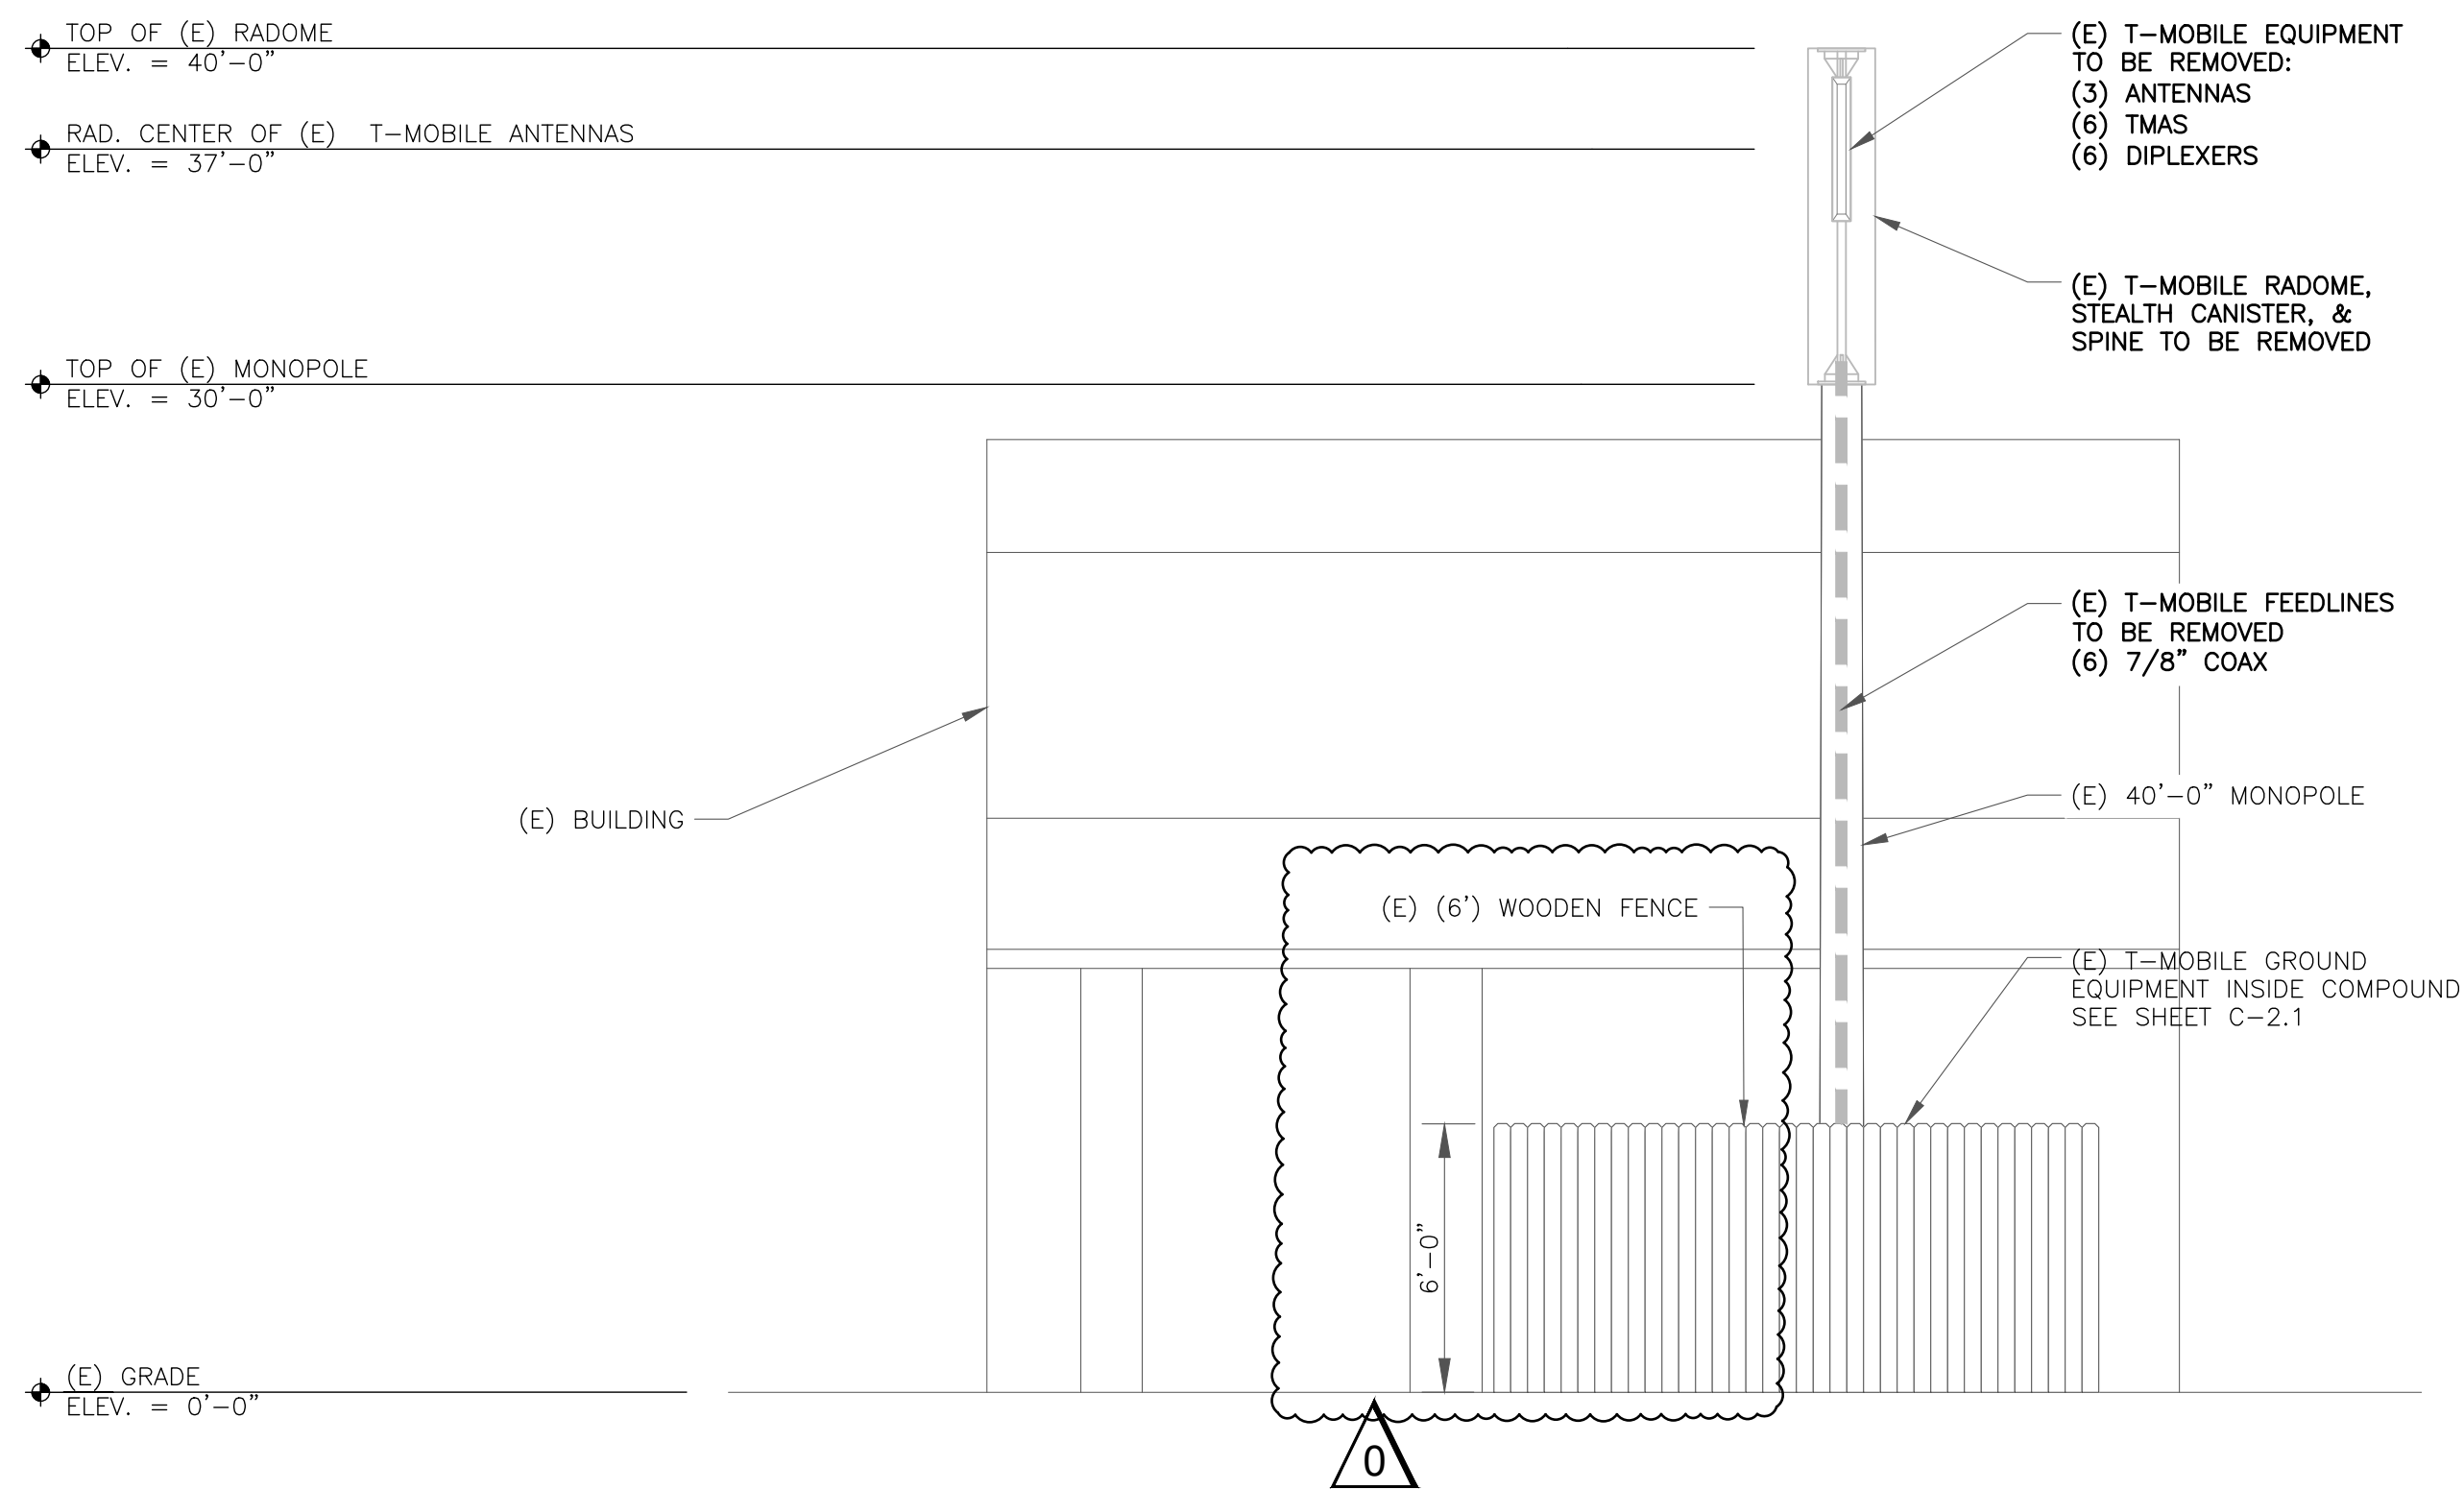 TOP OF (E) RADOME
ELEV. = 40'-0"
RAD. CENTER OF (E) T-MOBILE ANTENNAS
ELEV. = 37'-0"
TOP OF (E) MONOPOLE
ELEV. = 30'-0"
(E) T-MOBILE EQUIPMENT
TO BE REMOVED:
(3) ANTENNAS
(6) TMAS
(6) DIPLEXERS
(E) T-MOBILE RADOME,
STEALTH CANISTER, &
SPINE TO BE REMOVED
(E) T-MOBILE FEEDLINES
TO BE REMOVED
(6) 7/8" COAX
(E) BUILDING
(E) 40'-0" MONOPOLE
(E) (6') WOODEN FENCE
(E) T-MOBILE GROUND
EQUIPMENT INSIDE COMPOUND
SEE SHEET C-2.1
6'-0"
(E) GRADE
ELEV. = 0'-0"
0